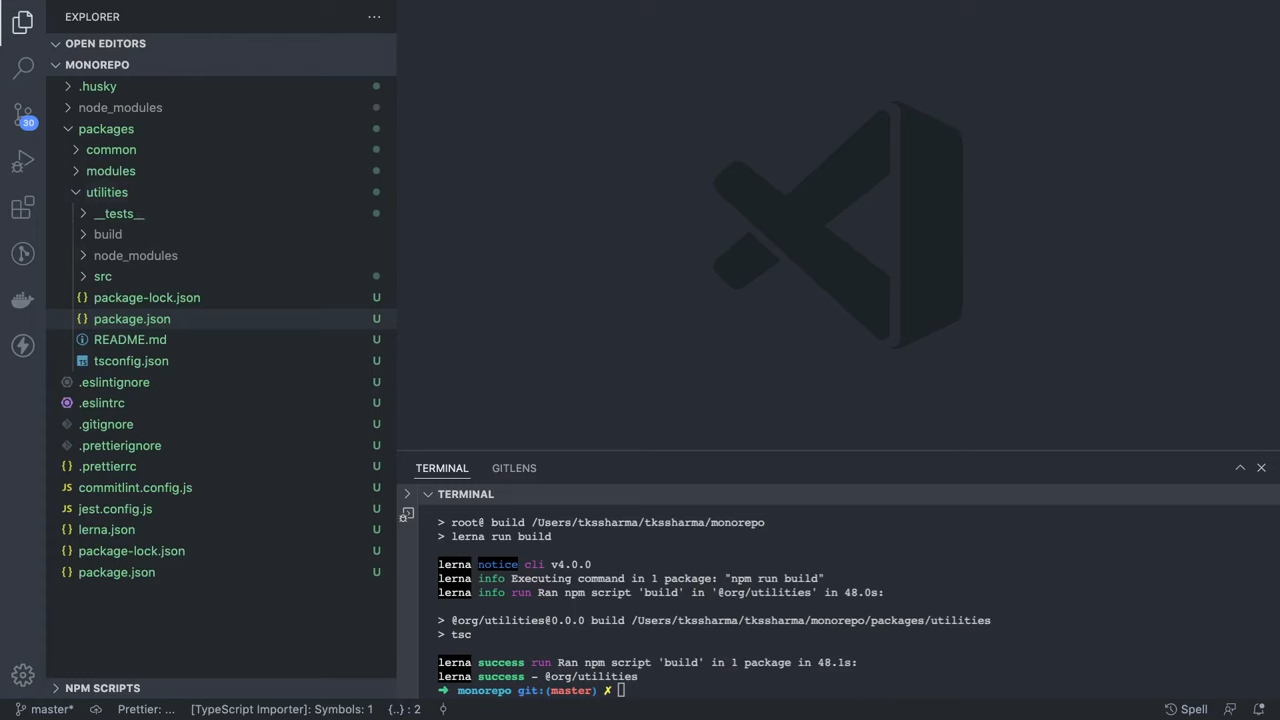 EXPLORER
OPEN EDITORS
MONOREPO
.husky
node_modules
packages
common
modules
utilities
__tests__
build
node_modules
src
package-lock.json U
package.json U
README.md U
TS tsconfig.json U
.eslintignore U
.eslintrc U
.gitignore U
.prettierignore U
.prettierrc U
JS commitlint.config.js U
JS jest.config.js U
lerna.json U
package-lock.json U
package.json U
NPM SCRIPTS
30
TERMINAL GITLENS
TERMINAL
> root@ build /Users/tkssharma/tkssharma/monorepo
> lerna run build
lerna notice cli v4.0.0
lerna info Executing command in 1 package: "npm run build"
lerna info run Ran npm script 'build' in '@org/utilities' in 48.0s:
> @org/utilities@0.0.0 build /Users/tkssharma/tkssharma/monorepo/packages/utilities
> tsc
lerna success run Ran npm script 'build' in 1 package in 48.1s:
lerna success - @org/utilities
➜ monorepo git:(master) ✗
master* Prettier: ... [TypeScript Importer]: Symbols: 1 {..} : 2 Spell